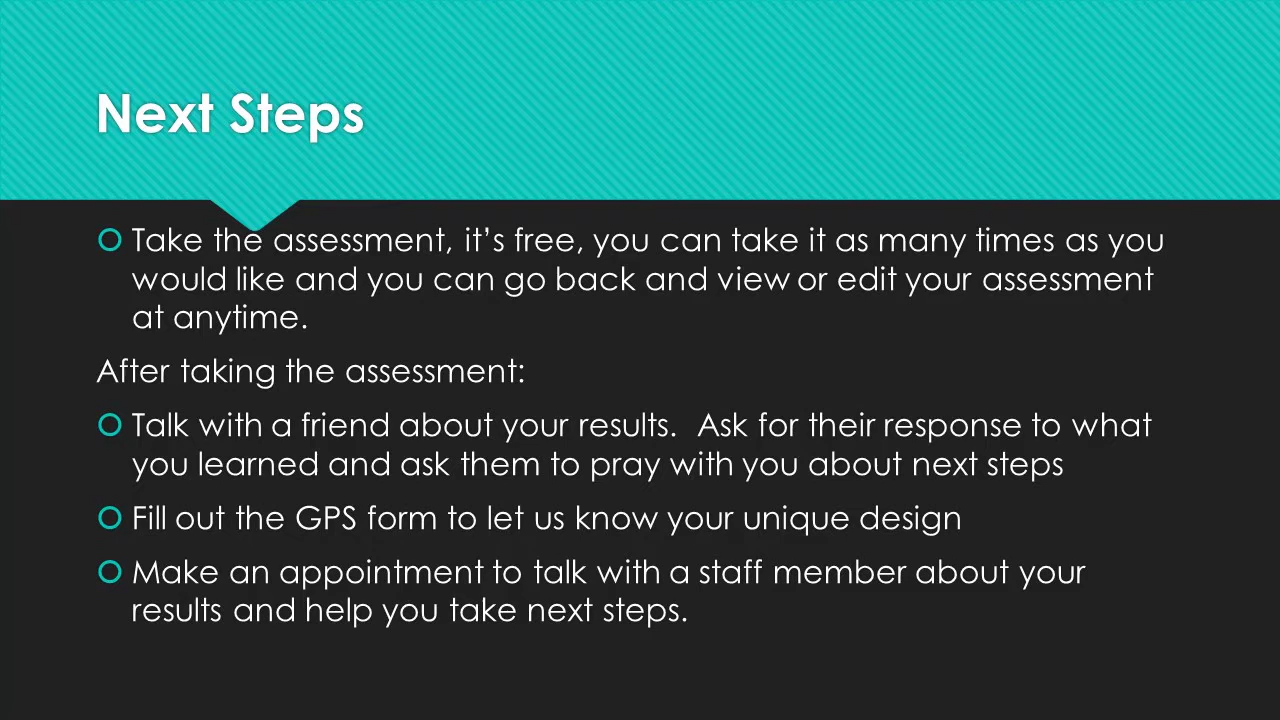 Next Steps
Take the assessment, it’s free, you can take it as many times as you
would like and you can go back and view or edit your assessment
at anytime.
After taking the assessment:
Talk with a friend about your results.  Ask for their response to what
you learned and ask them to pray with you about next steps
Fill out the GPS form to let us know your unique design
Make an appointment to talk with a staff member about your
results and help you take next steps.